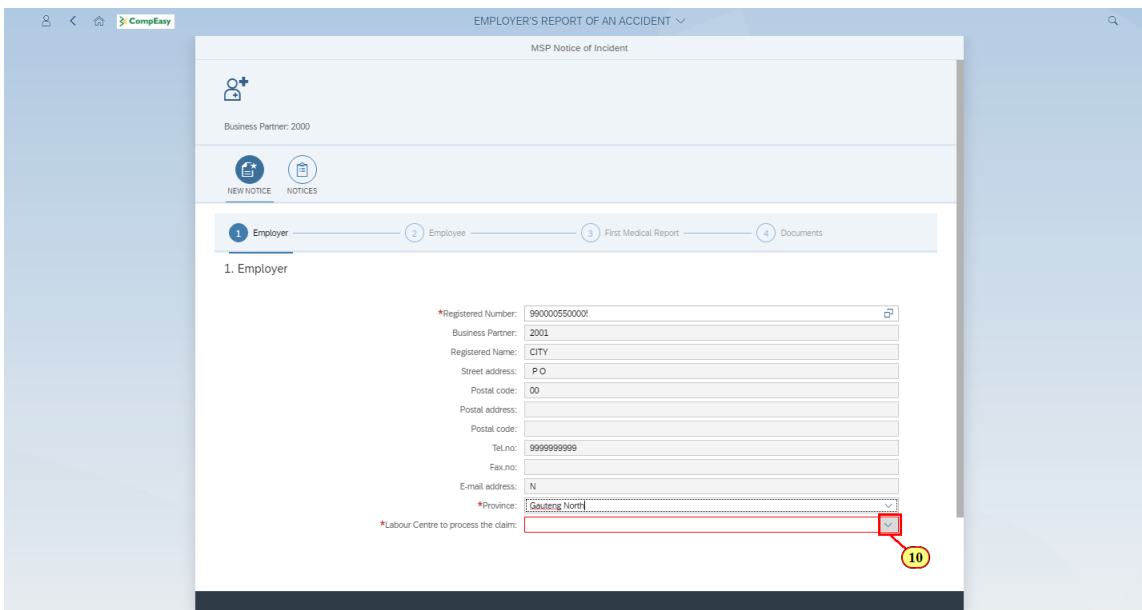 CompEasy
EMPLOYER'S REPORT OF AN ACCIDENT
MSP Notice of Incident
Business Partner: 2000
NEW NOTICE NOTICES
1 Employer 2 Employee 3 First Medical Report 4 Documents
1. Employer
*Registered Number: 990000550000!
Business Partner: 2001
Registered Name: CITY
Street address: P O
Postal code: 00
Postal address:
Postal code:
Tel.no: 9999999999
Fax.no:
E-mail address: N
*Province: Gauteng North
*Labour Centre to process the claim:
10